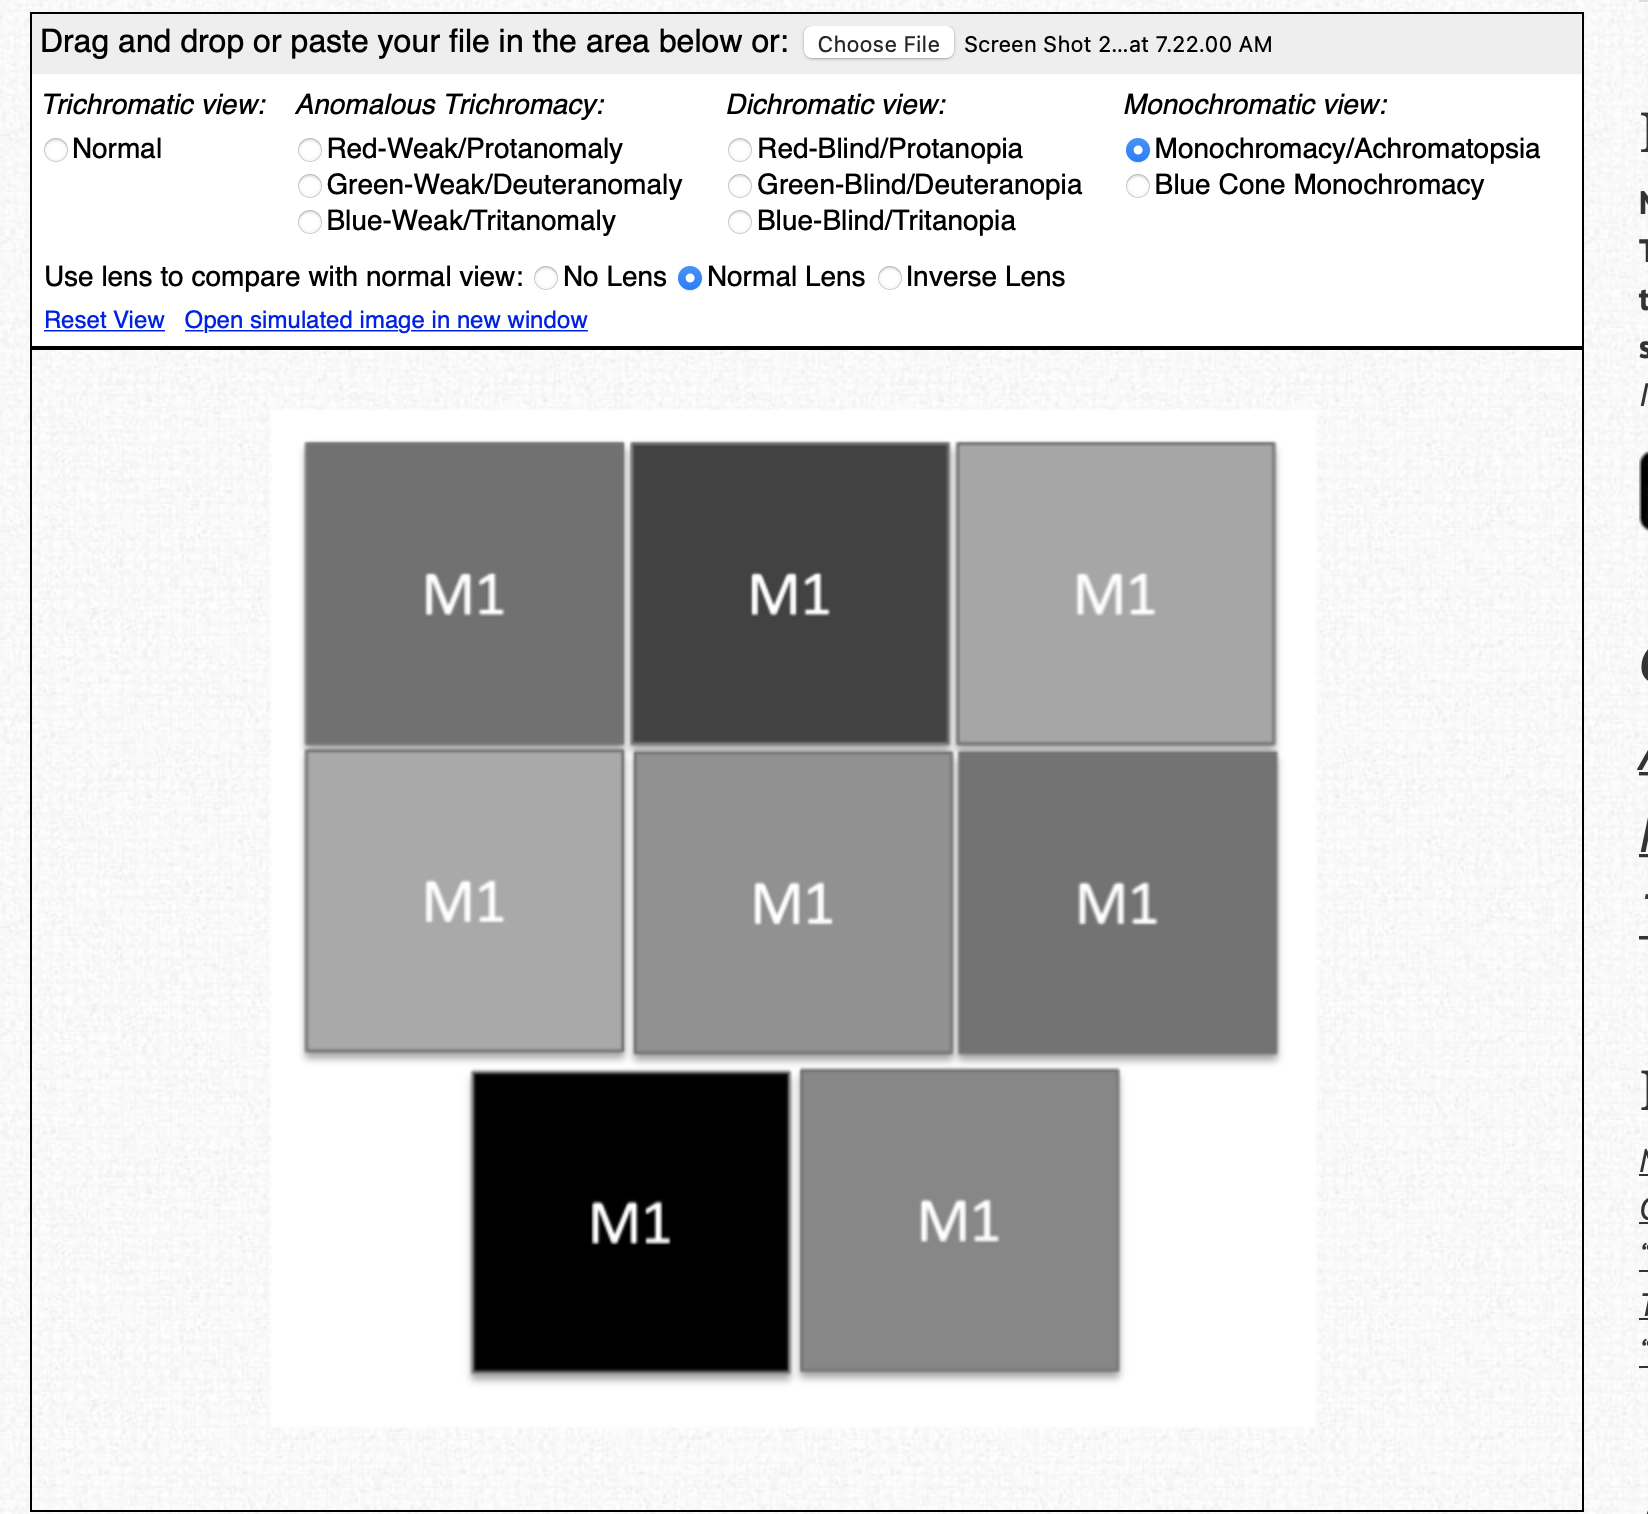 Drag and drop or paste your file in the area below or: Choose File Screen Shot 2...at 7.22.00 AM
Trichromatic view: Anomalous Trichromacy: Dichromatic view: Monochromatic view:
Normal Red-Weak/Protanomaly Red-Blind/Protanopia Monochromacy/Achromatopsia
Green-Weak/Deuteranomaly Green-Blind/Deuteranopia Blue Cone Monochromacy
Blue-Weak/Tritanomaly Blue-Blind/Tritanopia
Use lens to compare with normal view: No Lens Normal Lens Inverse Lens
Reset View Open simulated image in new window
M1 M1 M1
M1 M1 M1
M1 M1